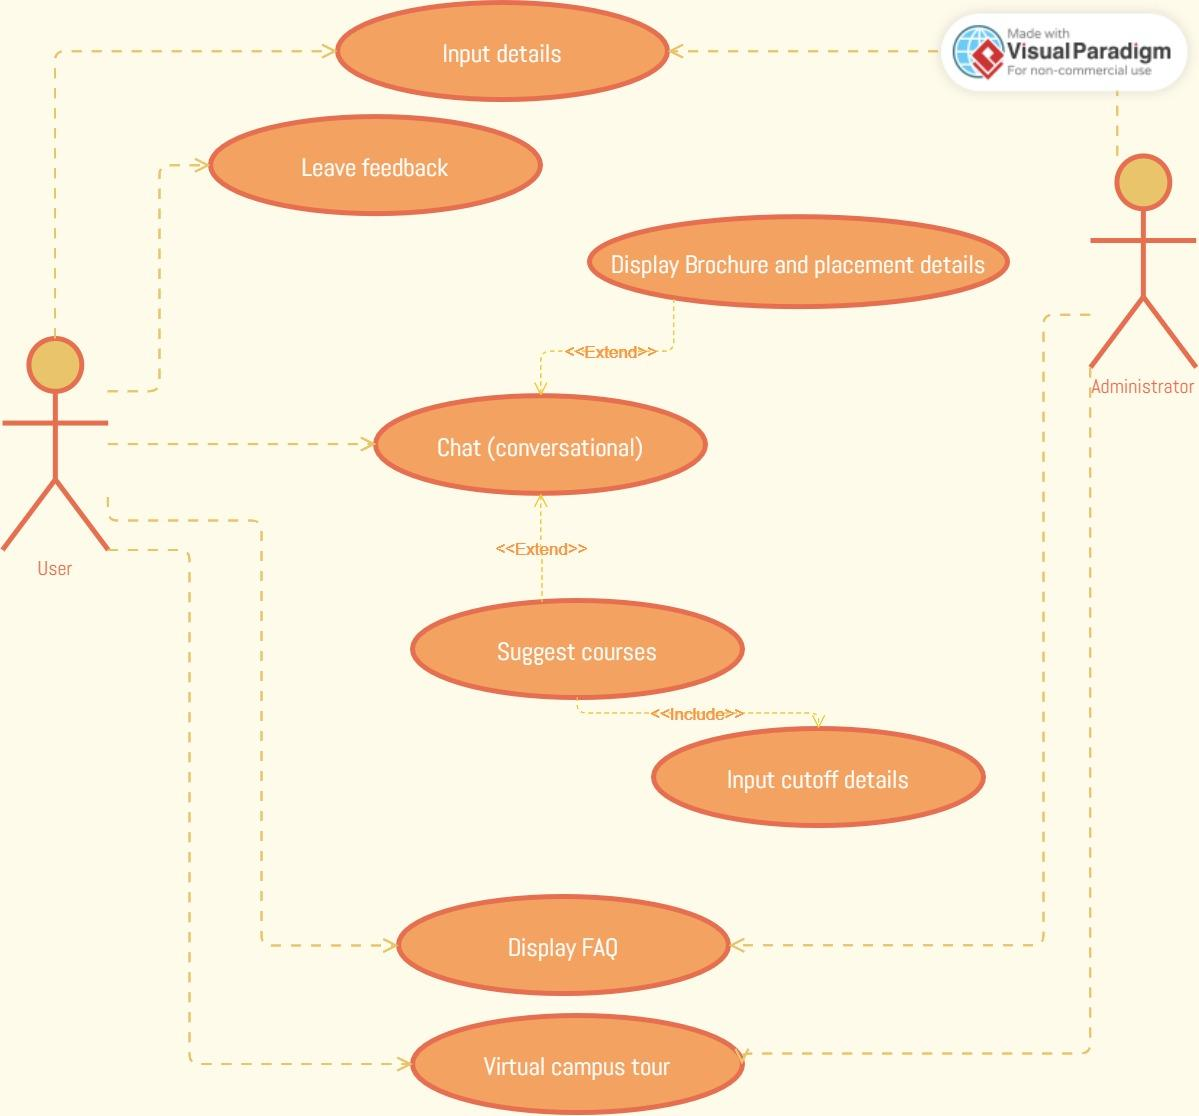 Input details
Made with
Visual Paradigm
For non-commercial use
Leave feedback
Display Brochure and placement details
<<Extend>>
Administrator
Chat (conversational)
<<Extend>>
User
Suggest courses
<<Include>>
Input cutoff details
Display FAQ
Virtual campus tour